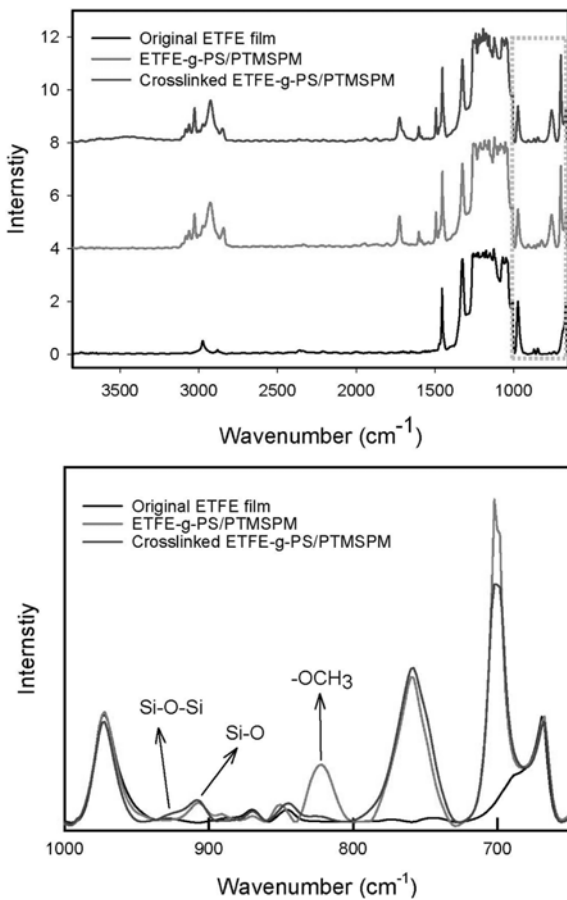 12
10
8
6
4
2
0
Internstiy
Original ETFE film
ETFE-g-PS/PTMSPM
Crosslinked ETFE-g-PS/PTMSPM
3500 3000 2500 2000 1500 1000
Wavenumber (cm-1)
Original ETFE film
ETFE-g-PS/PTMSPM
Crosslinked ETFE-g-PS/PTMSPM
Internstiy
-OCH3
Si-O-Si
Si-O
1000 900 800 700
Wavenumber (cm-1)